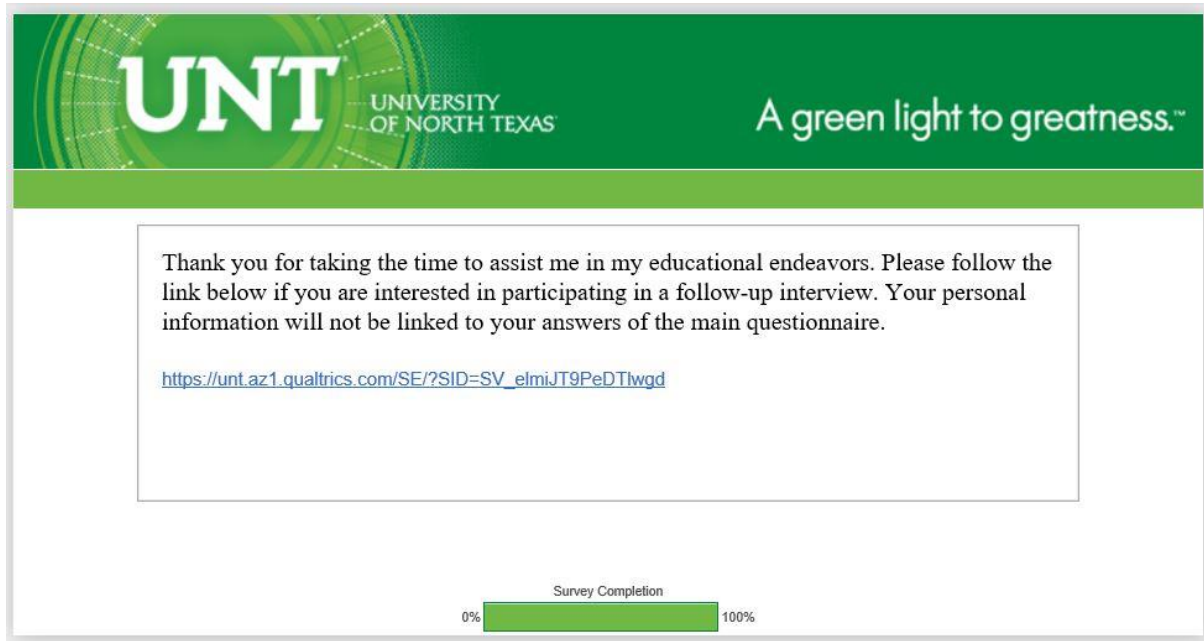 UNT
UNIVERSITY
OF NORTH TEXAS
A green light to greatness.™
Thank you for taking the time to assist me in my educational endeavors. Please follow the
link below if you are interested in participating in a follow-up interview. Your personal
information will not be linked to your answers of the main questionnaire.
https://unt.az1.qualtrics.com/SE/?SID=SV_elmiJT9PeDTlwgd
Survey Completion
0% 100%